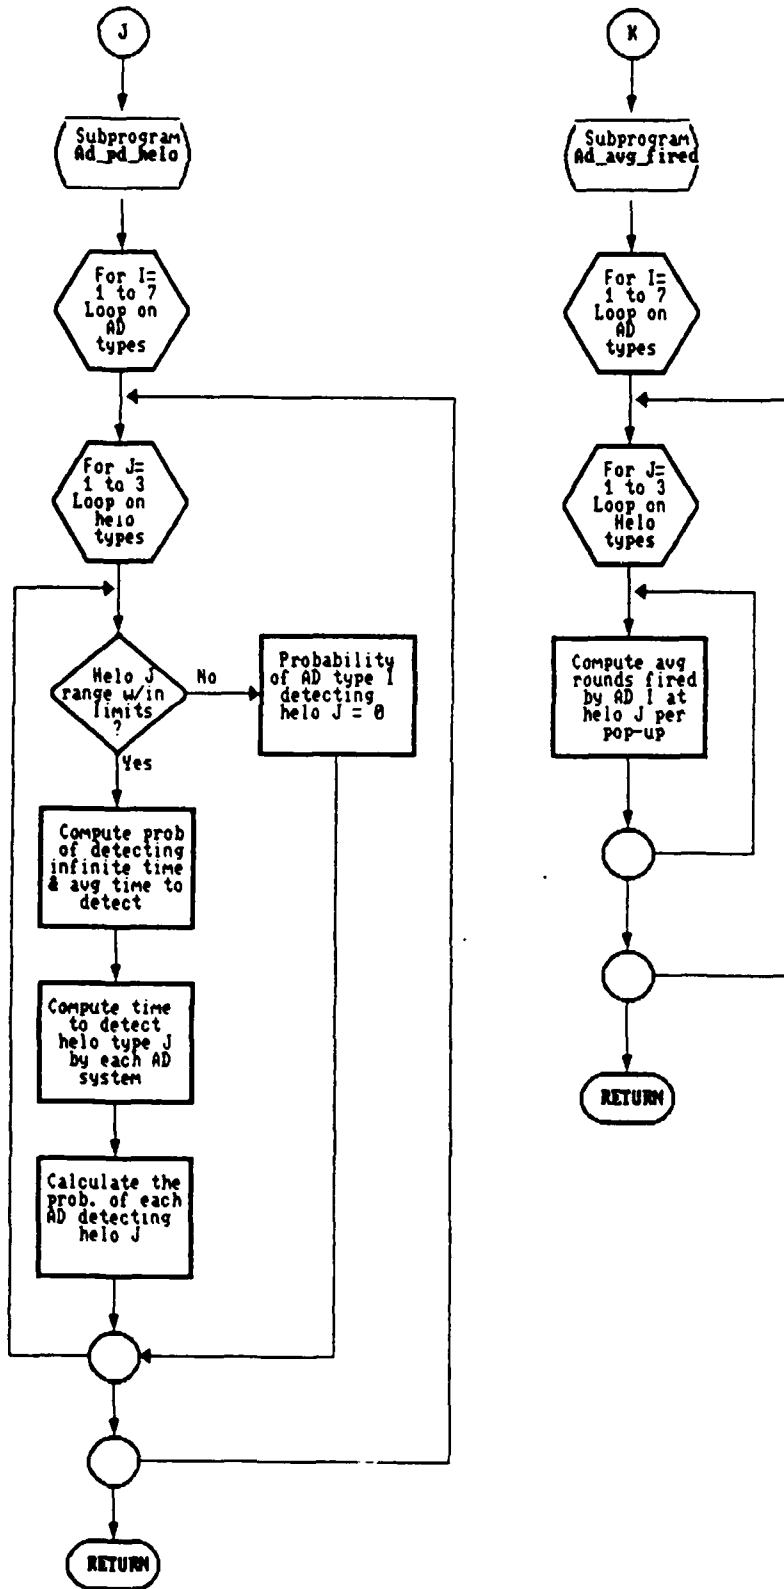 J
Subprogram
Ad_pd_helo
For I=
1 to 7
Loop on
AD
types
For J=
1 to 3
Loop on
helo
types
Helo J
range w/in
limits
?
No
Yes
Probability
of AD type I
detecting
helo J = 0
Compute prob
of detecting
infinite time
& avg time to
detect
Compute time
to detect
helo type J
by each AD
system
Calculate the
prob. of each
AD detecting
helo J
RETURN
K
Subprogram
Ad_avg_fired
For I=
1 to 7
Loop on
AD
types
For J=
1 to 3
Loop on
Helo
types
Compute avg
rounds fired
by AD I at
helo J per
pop-up
RETURN